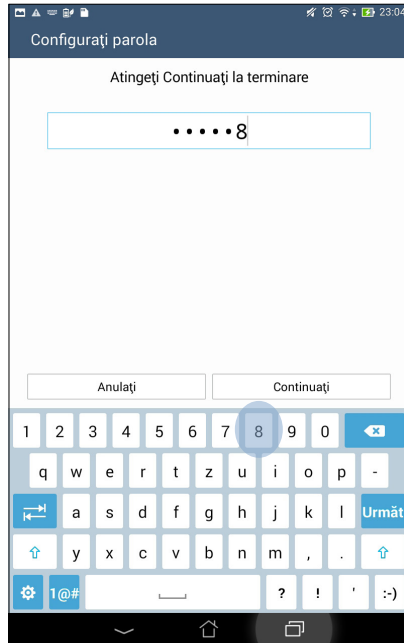 23:04
Configurați parola
Atingeți Continuați la terminare
•••••8
Anulați Continuați
1 2 3 4 5 6 7 8 9 0
q w e r t z u i o p -
a s d f g h j k l Următ
y x c v b n m , .
1@# ? ! ' :-)